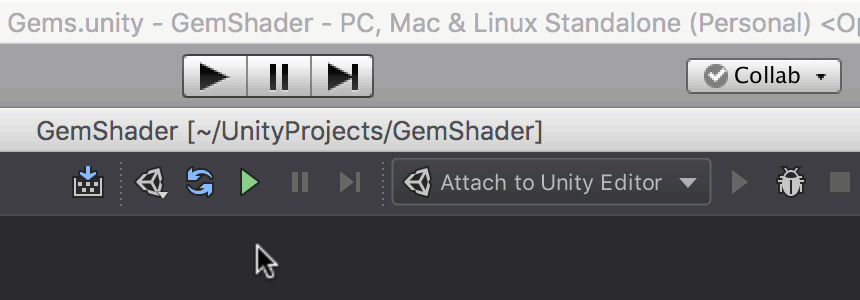 Gems.unity - GemShader - PC, Mac & Linux Standalone (Personal) <Op
Collab
GemShader [~/UnityProjects/GemShader]
Attach to Unity Editor